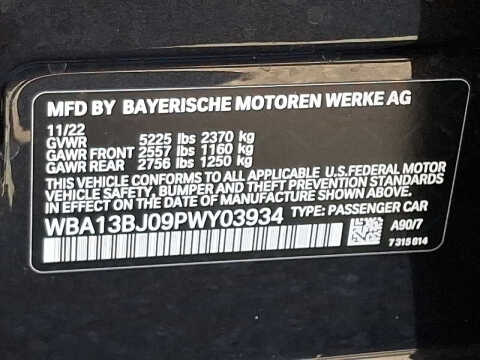 MFD BY BAYERISCHE MOTOREN WERKE AG
11/22
GVWR 5225 lbs 2370 kg
GAWR FRONT 2557 lbs 1160 kg
GAWR REAR 2756 lbs 1250 kg
THIS VEHICLE CONFORMS TO ALL APPLICABLE U.S.FEDERAL MOTOR
VEHICLE SAFETY, BUMPER AND THEFT PREVENTION STANDARDS
IN EFFECT ON THE DATE OF MANUFACTURE SHOWN ABOVE.
WBA13BJ09PWY03934 TYPE: PASSENGER CAR
A90/7
7 315 014